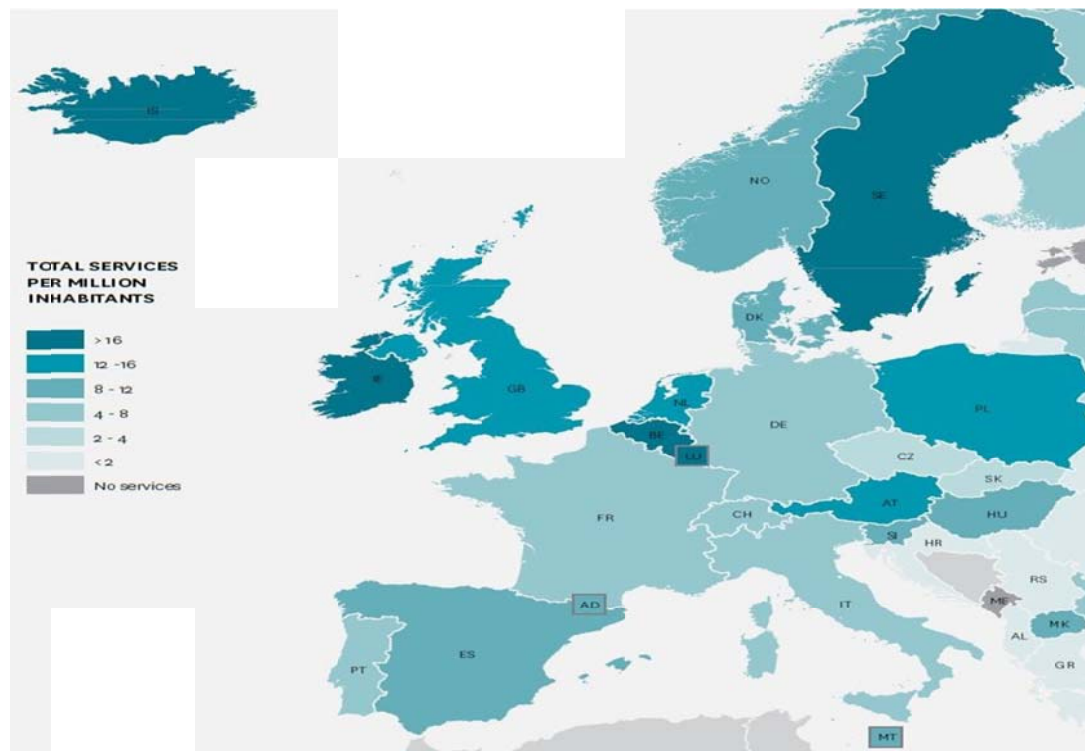 IS
NO
SE
TOTAL SERVICES
PER MILLION
INHABITANTS
> 16
12 -16
8 - 12
4 - 8
2 - 4
< 2
No services
DK
IE
GB
NL
PL
BE
DE
LU
CZ
SK
FR
CH
AT
HU
SI
HR
RS
AD
IT
ME
MK
AL
ES
PT
GR
MT